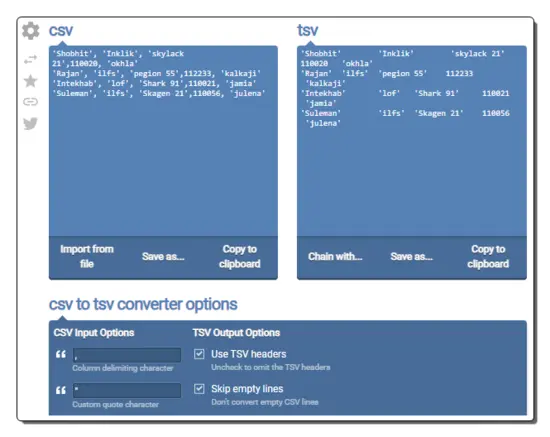 csv
'Shobhit', 'Inklik', 'skylack
21',110020, 'okhla'
'Rajan', 'ilfs', 'pegion 55',112233, 'kalkaji'
'Intekhab', 'lof', 'Shark 91',110021, 'jamia'
'Suleman', 'ilfs', 'Skagen 21',110056, 'julena'
Import from file
Save as...
Copy to clipboard
tsv
'Shobhit' 'Inklik' 'skylack 21'
110020 'okhla'
'Rajan' 'ilfs' 'pegion 55' 112233
'kalkaji'
'Intekhab' 'lof' 'Shark 91' 110021
'jamia'
'Suleman' 'ilfs' 'Skagen 21' 110056
'julena'
Chain with...
Save as...
Copy to clipboard
csv to tsv converter options
CSV Input Options
,
Column delimiting character
"
Custom quote character
TSV Output Options
Use TSV headers
Uncheck to omit the TSV headers
Skip empty lines
Don't convert empty CSV lines